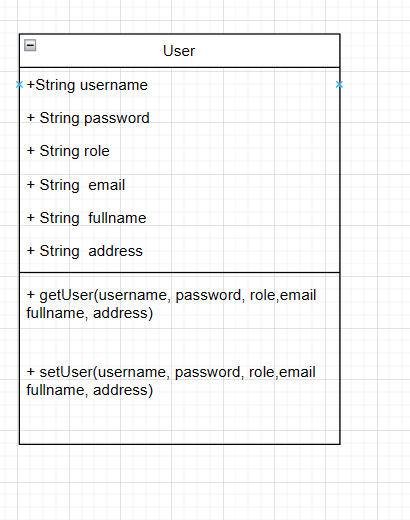 User
+String username
+ String password
+ String role
+ String  email
+ String  fullname
+ String  address
+ getUser(username, password, role,email
fullname, address)
+ setUser(username, password, role,email
fullname, address)